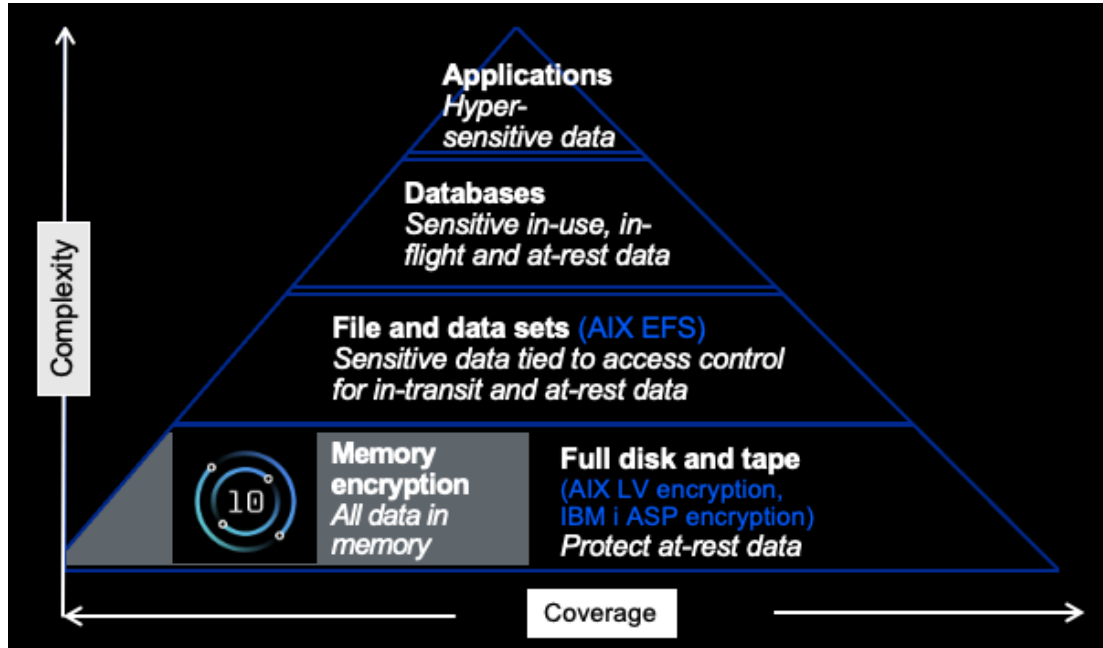 Applications
Hyper-
sensitive data
Databases
Sensitive in-use, in-
flight and at-rest data
File and data sets (AIX EFS)
Sensitive data tied to access control
for in-transit and at-rest data
10
Memory
encryption
All data in
memory
Full disk and tape
(AIX LV encryption,
IBM i ASP encryption)
Protect at-rest data
Complexity
Coverage